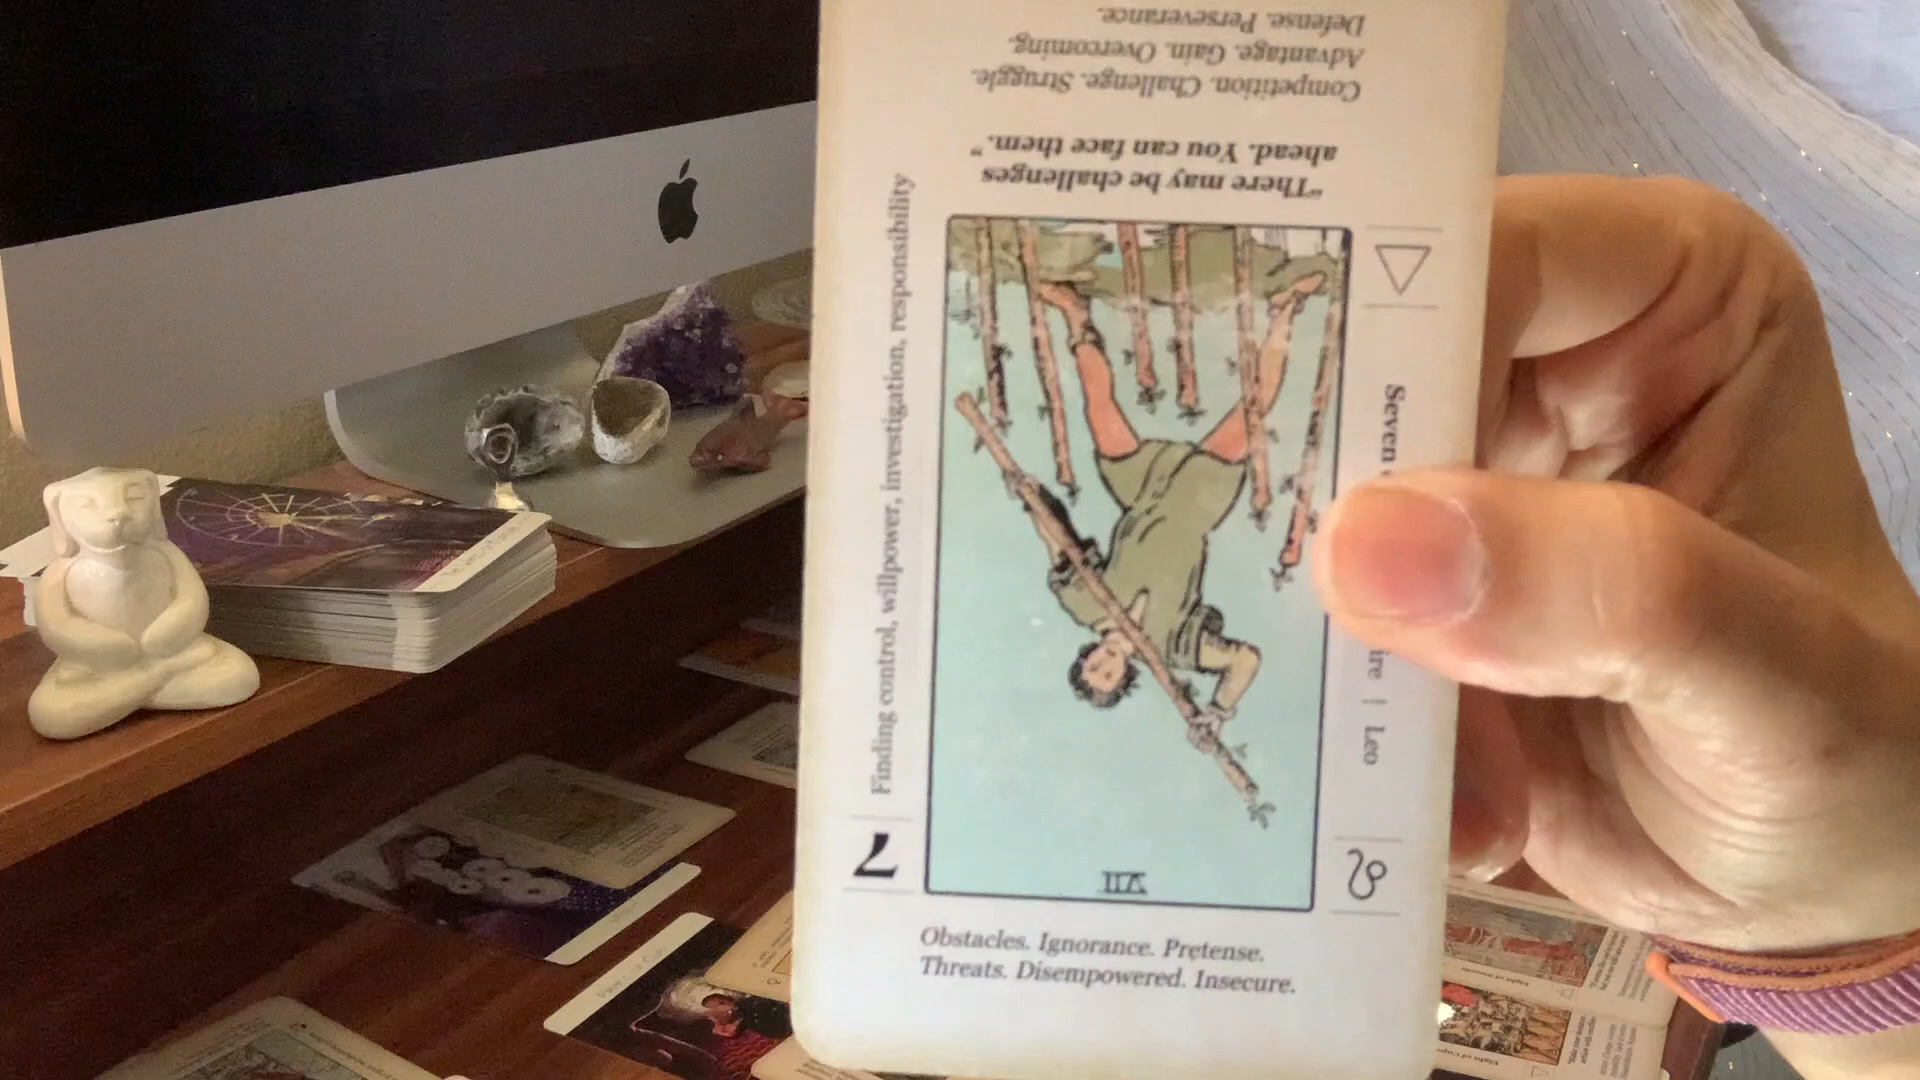 Defense. Perseverance.
Advantage. Gain. Overcoming.
Competition. Challenge. Struggle.
"There may be challenges
ahead. You can face them."
Finding control, willpower, investigation, responsibility
Seven
ire | Leo
7
VII
Obstacles. Ignorance. Pretense.
Threats. Disempowered. Insecure.